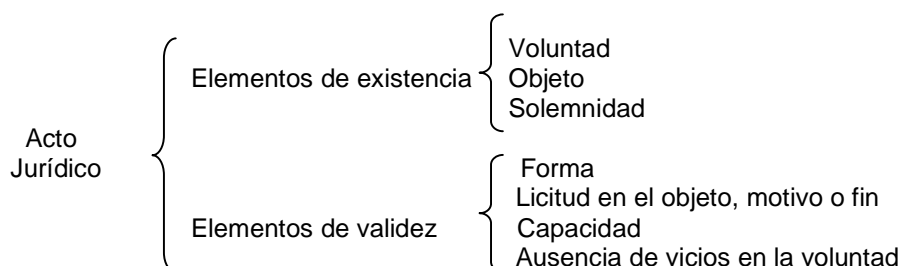 Acto
Jurídico
Elementos de existencia
Voluntad
Objeto
Solemnidad
Elementos de validez
Forma
Licitud en el objeto, motivo o fin
Capacidad
Ausencia de vicios en la voluntad